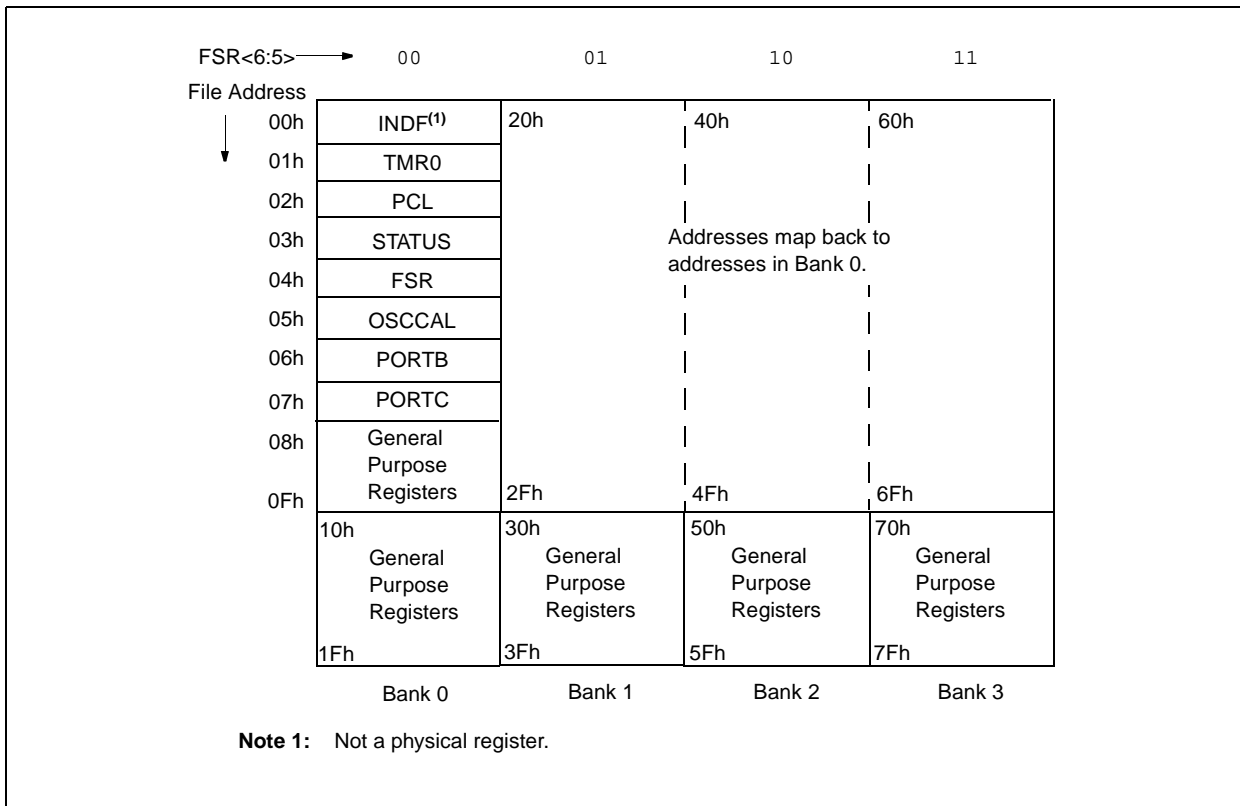 FSR<6:5> 00 01 10 11
File Address
00h INDF(1) 20h 40h 60h
01h TMR0
02h PCL
03h STATUS
Addresses map back to
addresses in Bank 0.
04h FSR
05h OSCCAL
06h PORTB
07h PORTC
08h General
Purpose
Registers
0Fh 2Fh 4Fh 6Fh
10h 30h 50h 70h
General General General General
Purpose Purpose Purpose Purpose
Registers Registers Registers Registers
1Fh 3Fh 5Fh 7Fh
Bank 0 Bank 1 Bank 2 Bank 3
Note 1: Not a physical register.